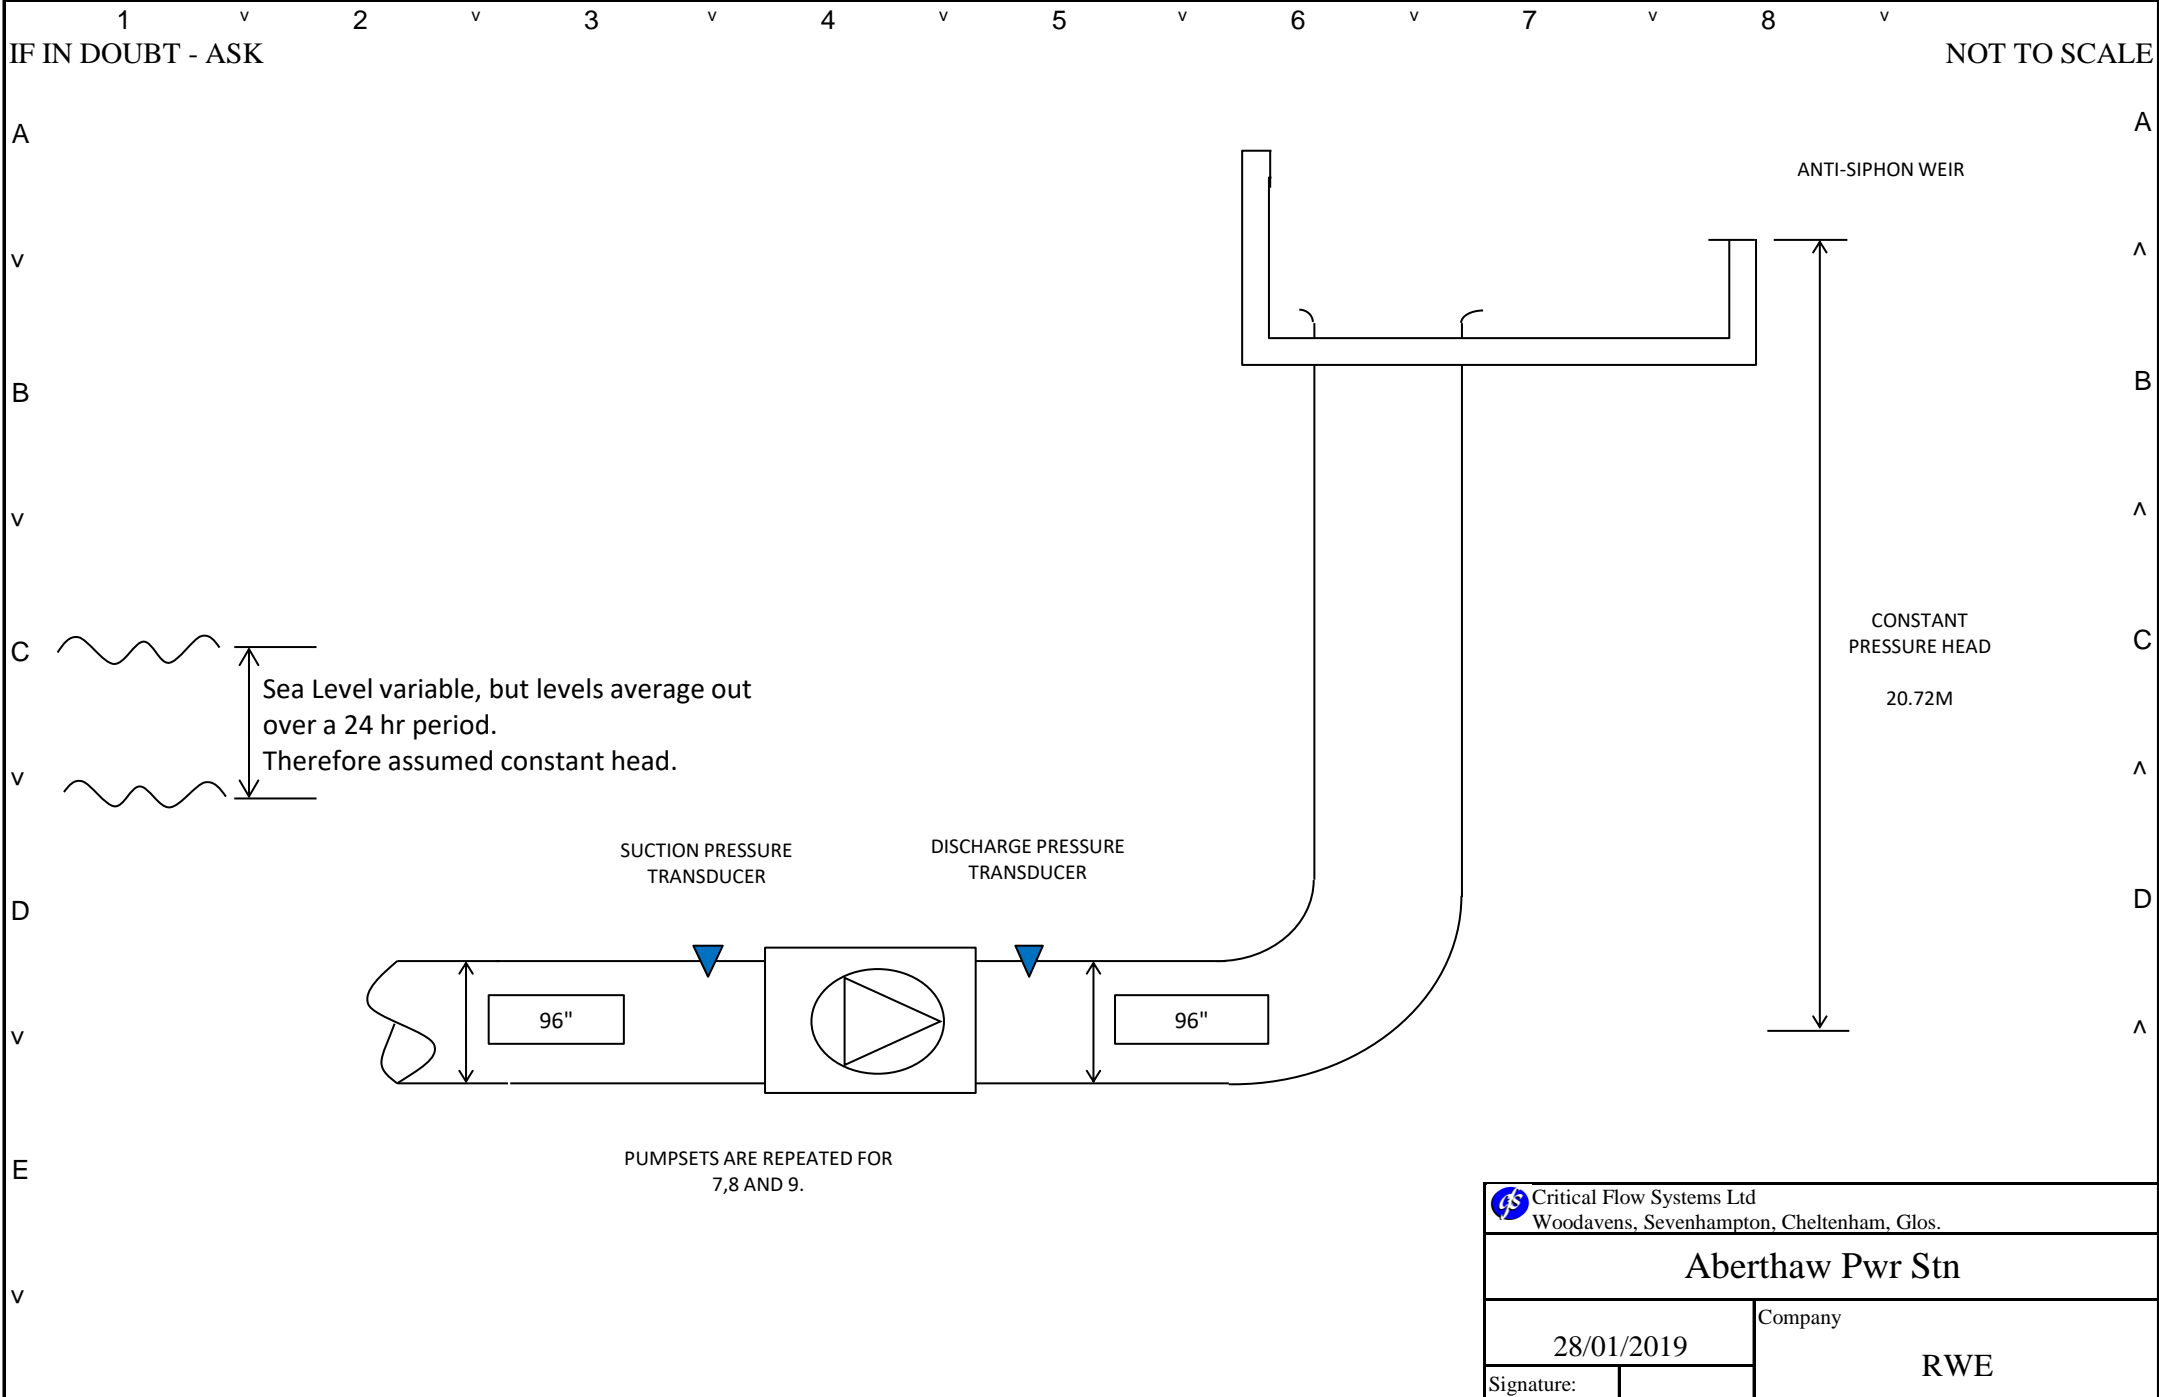 1 v 2 v 3 v 4 v 5 v 6 v 7 v 8 v
IF IN DOUBT - ASK
NOT TO SCALE
A
A
ANTI-SIPHON WEIR
v
^
B
B
v
^
CONSTANT
PRESSURE HEAD
20.72M
C
C
Sea Level variable, but levels average out
over a 24 hr period.
Therefore assumed constant head.
v
^
SUCTION PRESSURE
TRANSDUCER
DISCHARGE PRESSURE
TRANSDUCER
D
D
96"
96"
v
^
PUMPSETS ARE REPEATED FOR
7,8 AND 9.
E
v
cfs
Critical Flow Systems Ltd
Woodavens, Sevenhampton, Cheltenham, Glos.
Aberthaw Pwr Stn
28/01/2019
Company
RWE
Signature: